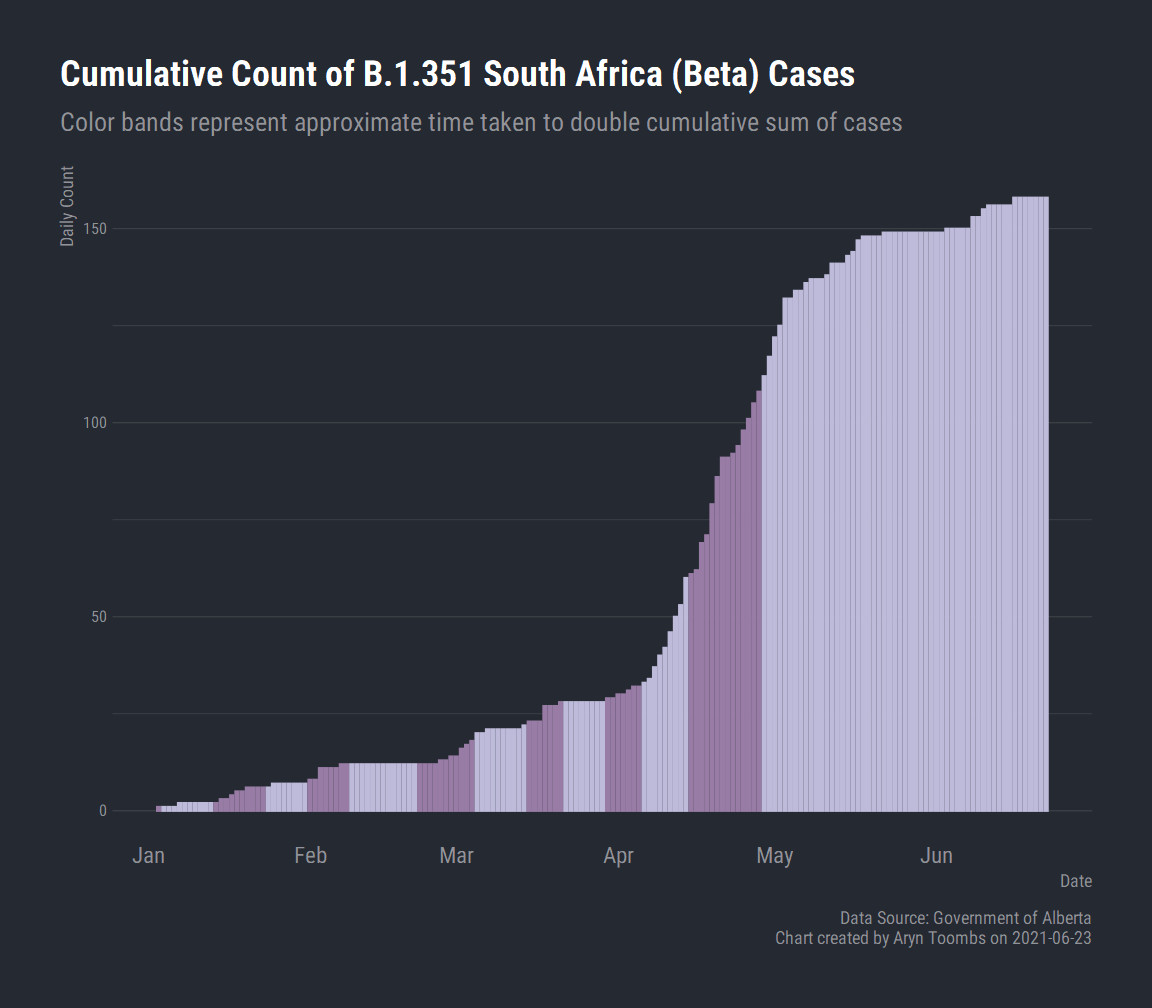 Cumulative Count of B.1.351 South Africa (Beta) Cases
Color bands represent approximate time taken to double cumulative sum of cases
Daily Count
150
100
50
0
Jan Feb Mar Apr May Jun
Date
Data Source: Government of Alberta
Chart created by Aryn Toombs on 2021-06-23